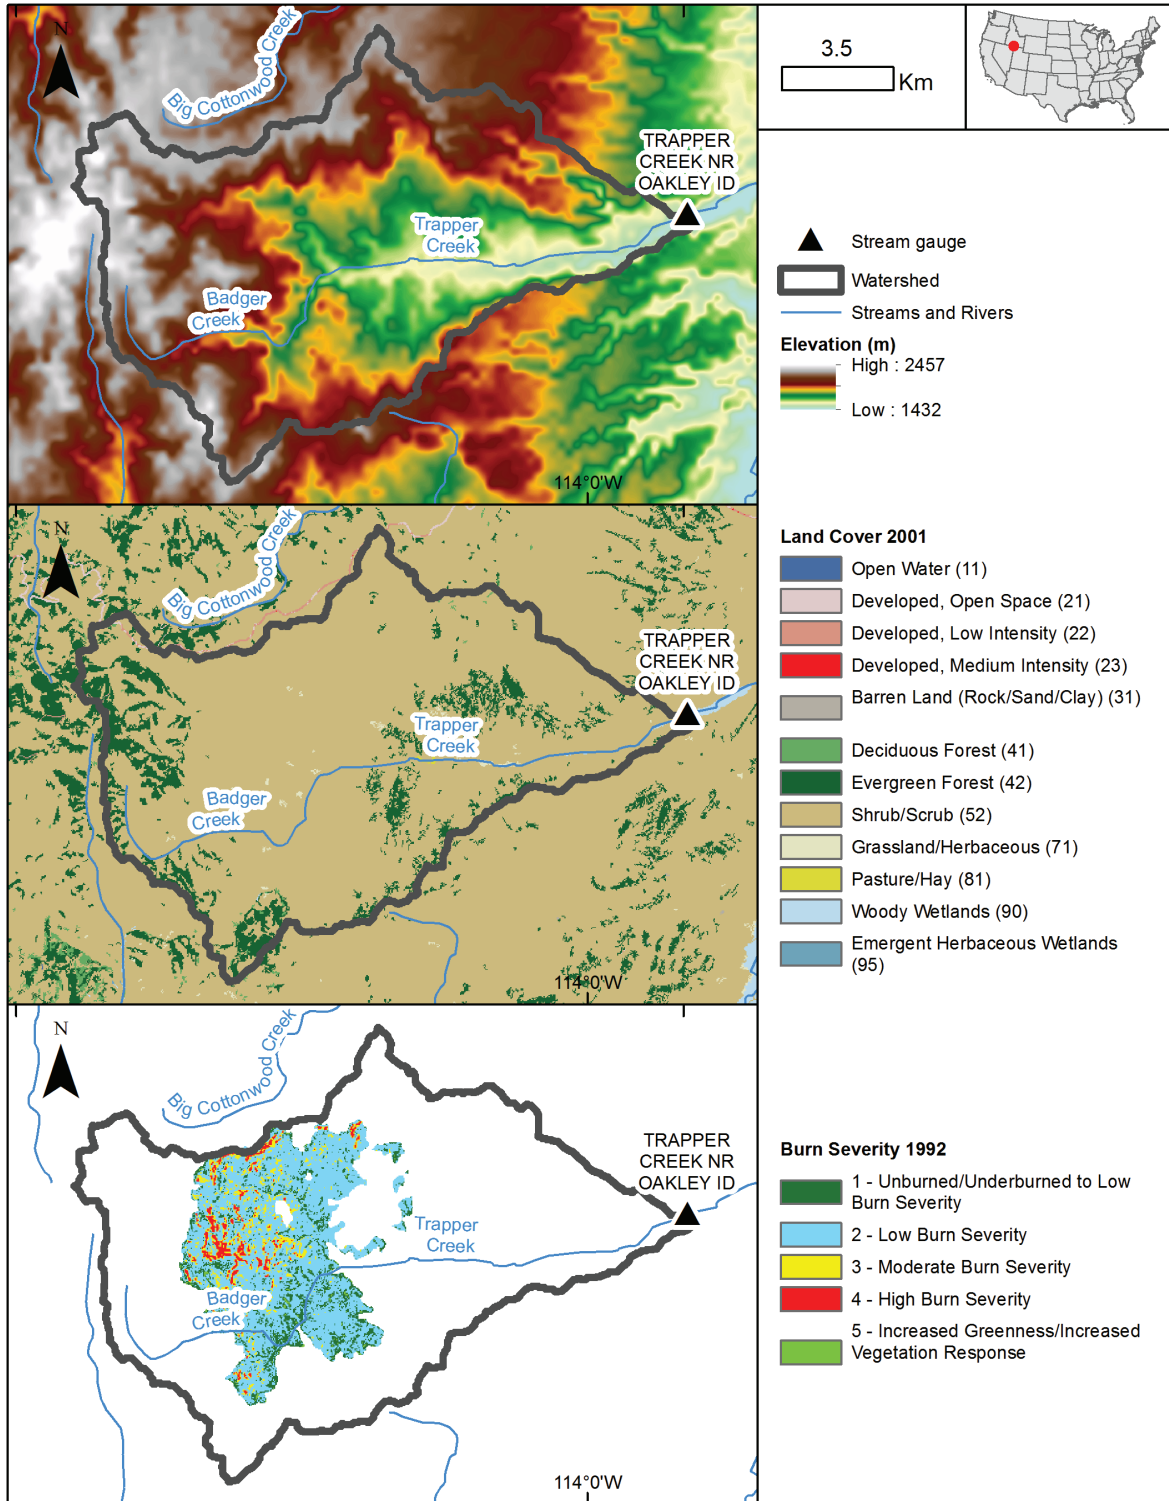 N
Big Cottonwood Creek
TRAPPER
CREEK NR
OAKLEY ID
Trapper
Creek
Badger
Creek
114°0'W
3.5
Km
Stream gauge
Watershed
Streams and Rivers
Elevation (m)
High : 2457
Low : 1432
N
Big Cottonwood Creek
TRAPPER
CREEK NR
OAKLEY ID
Trapper
Creek
Badger
Creek
114°0'W
Land Cover 2001
Open Water (11)
Developed, Open Space (21)
Developed, Low Intensity (22)
Developed, Medium Intensity (23)
Barren Land (Rock/Sand/Clay) (31)
Deciduous Forest (41)
Evergreen Forest (42)
Shrub/Scrub (52)
Grassland/Herbaceous (71)
Pasture/Hay (81)
Woody Wetlands (90)
Emergent Herbaceous Wetlands
(95)
N
Big Cottonwood Creek
TRAPPER
CREEK NR
OAKLEY ID
Trapper
Creek
Badger
Creek
114°0'W
Burn Severity 1992
1 - Unburned/Underburned to Low
Burn Severity
2 - Low Burn Severity
3 - Moderate Burn Severity
4 - High Burn Severity
5 - Increased Greenness/Increased
Vegetation Response